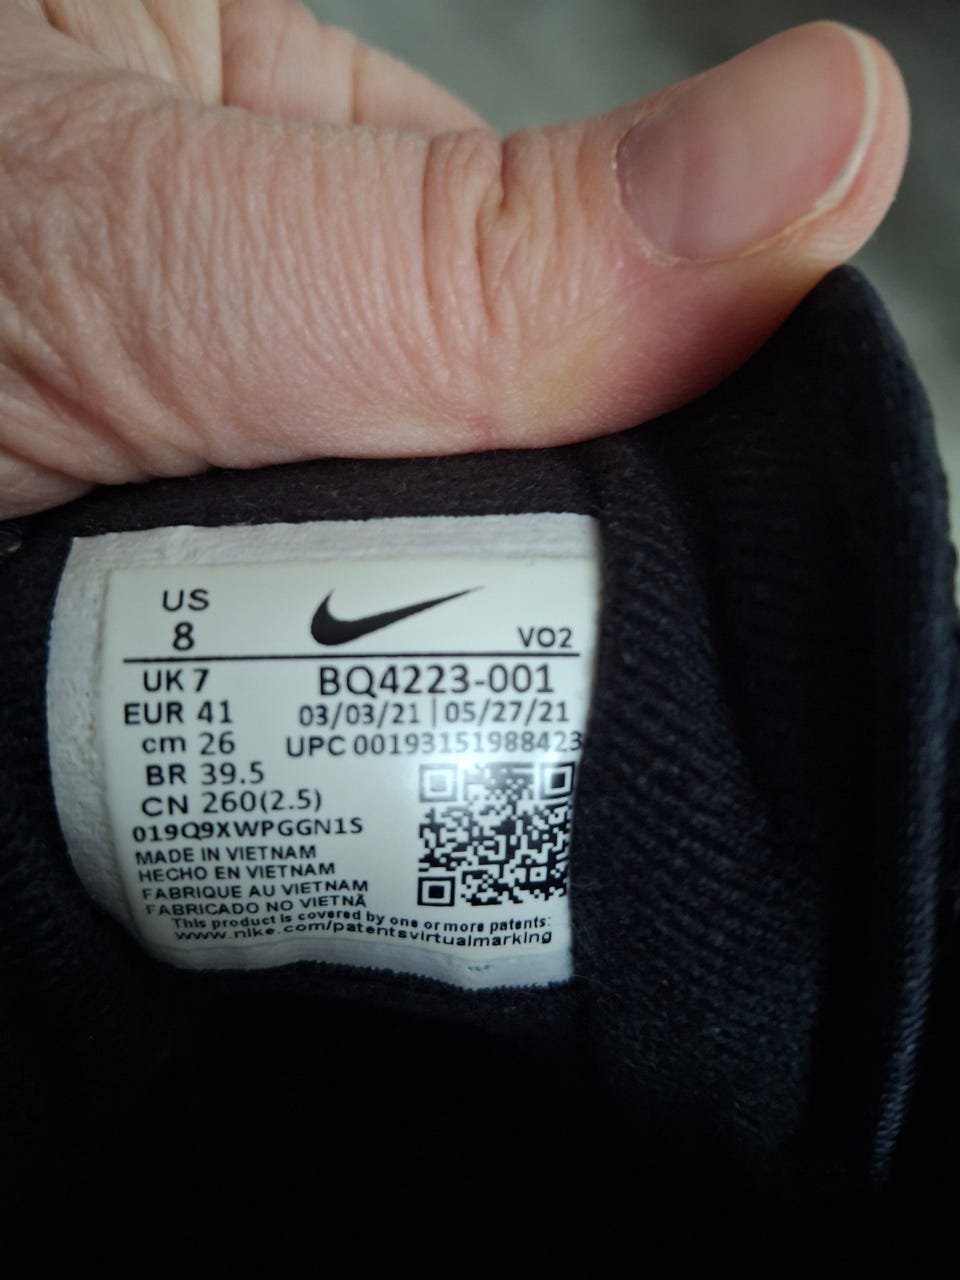 US
8
VO2
UK 7
BQ4223-001
EUR 41
03/03/21 | 05/27/21
cm 26
UPC 00193151988423
BR 39.5
CN 260(2.5)
019Q9XWPGGN1S
MADE IN VIETNAM
HECHO EN VIETNAM
FABRIQUE AU VIETNAM
FABRICADO NO VIETNÃ
This product is covered by one or more patents:
www.nike.com/patentsvirtualmarking